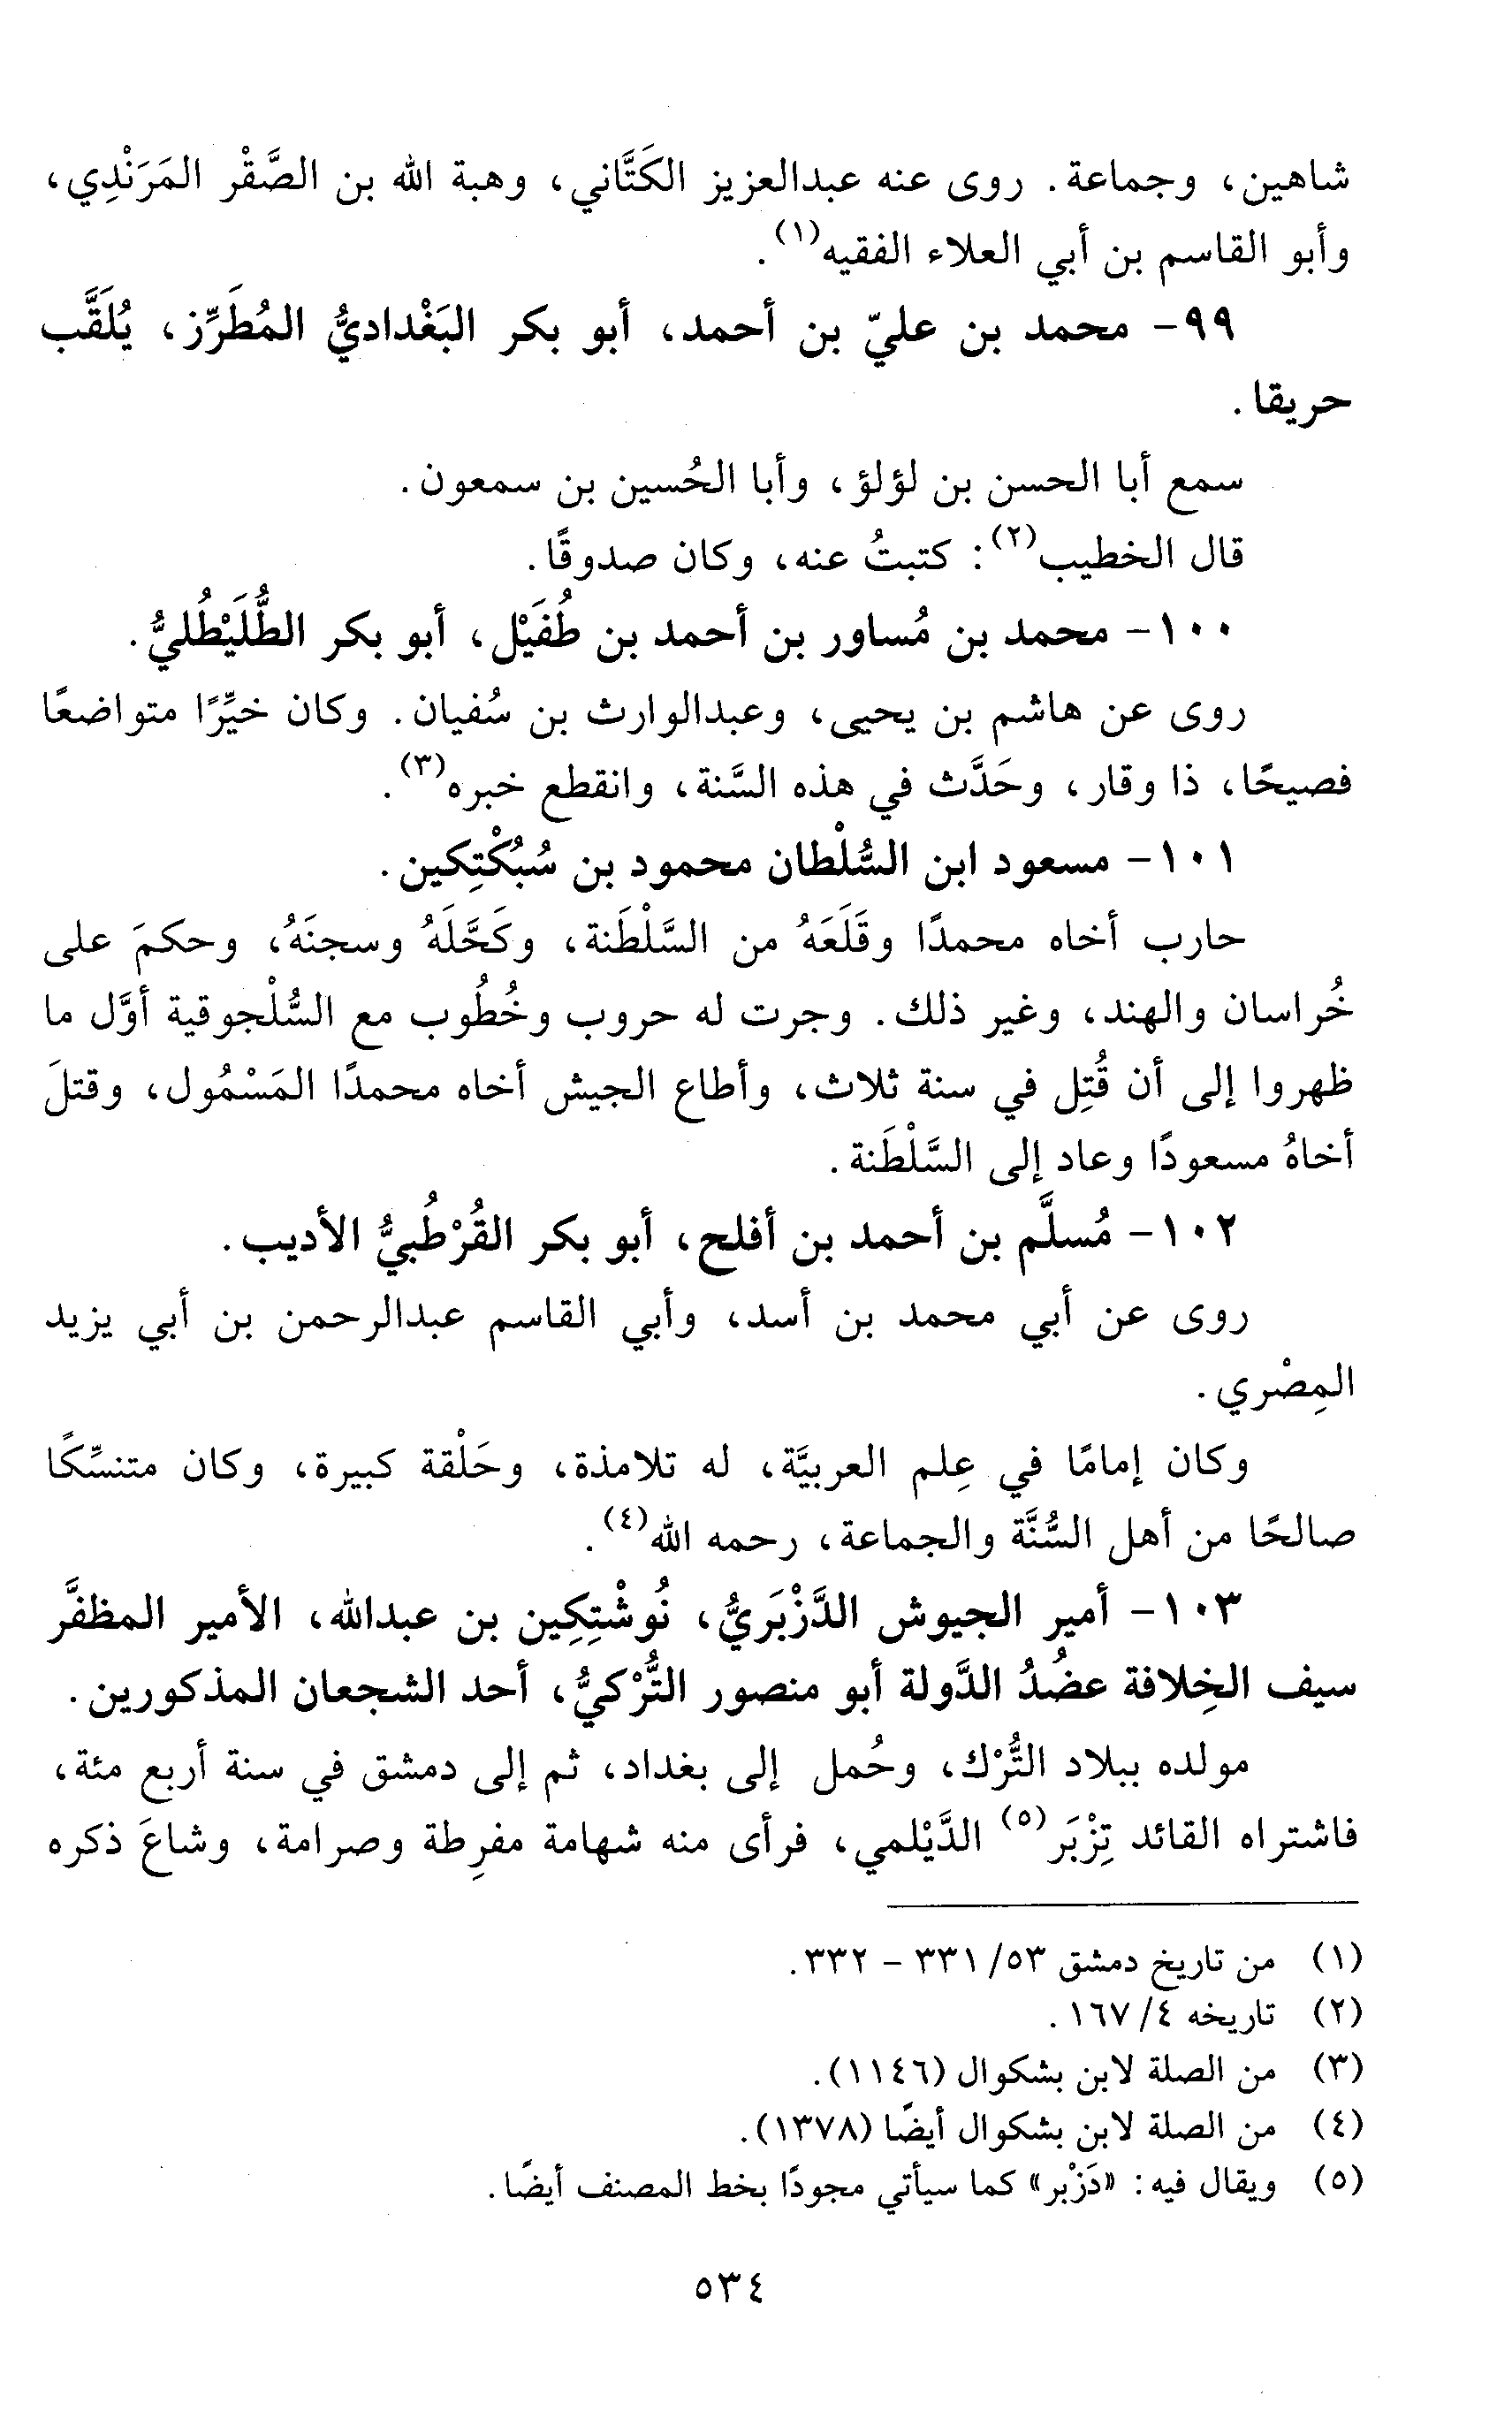 شاهين، وجماعة. روى عنه عبدالعزيز الكَتَّاني، وهبة الله بن الصَّقْر المَرَنْدِي،
وأبو القاسم بن أبي العلاء الفقيه(١).
٩٩- محمد بن عليّ بن أحمد، أبو بكر البَغْداديُّ المُطَرِّز، يُلَقَّب
حريقا.
سمع أبا الحسن بن لؤلؤ، وأبا الحُسين بن سمعون.
قال الخطيب(٢): كتبتُ عنه، وكان صدوقًا.
١٠٠- محمد بن مُساور بن أحمد بن طُفَيْل، أبو بكر الطُّلَيْطُليُّ.
روى عن هاشم بن يحيى، وعبدالوارث بن سُفيان. وكان خيِّرًا متواضعًا
فصيحًا، ذا وقار، وحَدَّث في هذه السَّنة، وانقطع خبره(٣).
١٠١- مسعود ابن السُّلْطان محمود بن سُبُكْتِكين.
حارب أخاه محمدًا وقَلَعَهُ من السَّلْطَنة، وكَحَّلَهُ وسجنَهُ، وحكمَ على
خُراسان والهند، وغير ذلك. وجرت له حروب وخُطُوب مع السُّلْجوقية أوَّل ما
ظهروا إلى أن قُتِل في سنة ثلاث، وأطاع الجيش أخاه محمدًا المَسْمُول، وقتلَ
أخاهُ مسعودًا وعاد إلى السَّلْطَنة.
١٠٢- مُسلَّم بن أحمد بن أفلح، أبو بكر القُرْطُبيُّ الأديب.
روى عن أبي محمد بن أسد، وأبي القاسم عبدالرحمن بن أبي يزيد
المِصْري.
وكان إمامًا في عِلم العربيَّة، له تلامذة، وحَلْقة كبيرة، وكان متنسِّكًا
صالحًا من أهل السُّنَّة والجماعة، رحمه الله(٤).
١٠٣- أمير الجيوش الدَّزْبَريُّ، نُوشْتِكِين بن عبدالله، الأمير المظفَّر
سيف الخِلافة عضُدُ الدَّولة أبو منصور التُّرْكيُّ، أحد الشجعان المذكورين.
مولده ببلاد التُّرْك، وحُمل إلى بغداد، ثم إلى دمشق في سنة أربع مئة،
فاشتراه القائد تِزْبَر(٥) الدَّيْلمي، فرأى منه شهامة مفرِطة وصرامة، وشاعَ ذكره
(١) من تاريخ دمشق ٥٣/ ٣٣١ - ٣٣٢.
(٢) تاريخه ٤/ ١٦٧.
(٣) من الصلة لابن بشكوال (١١٤٦).
(٤) من الصلة لابن بشكوال أيضًا (١٣٧٨).
(٥) ويقال فيه: «دَزْبر» كما سيأتي مجودًا بخط المصنف أيضًا.
٥٣٤